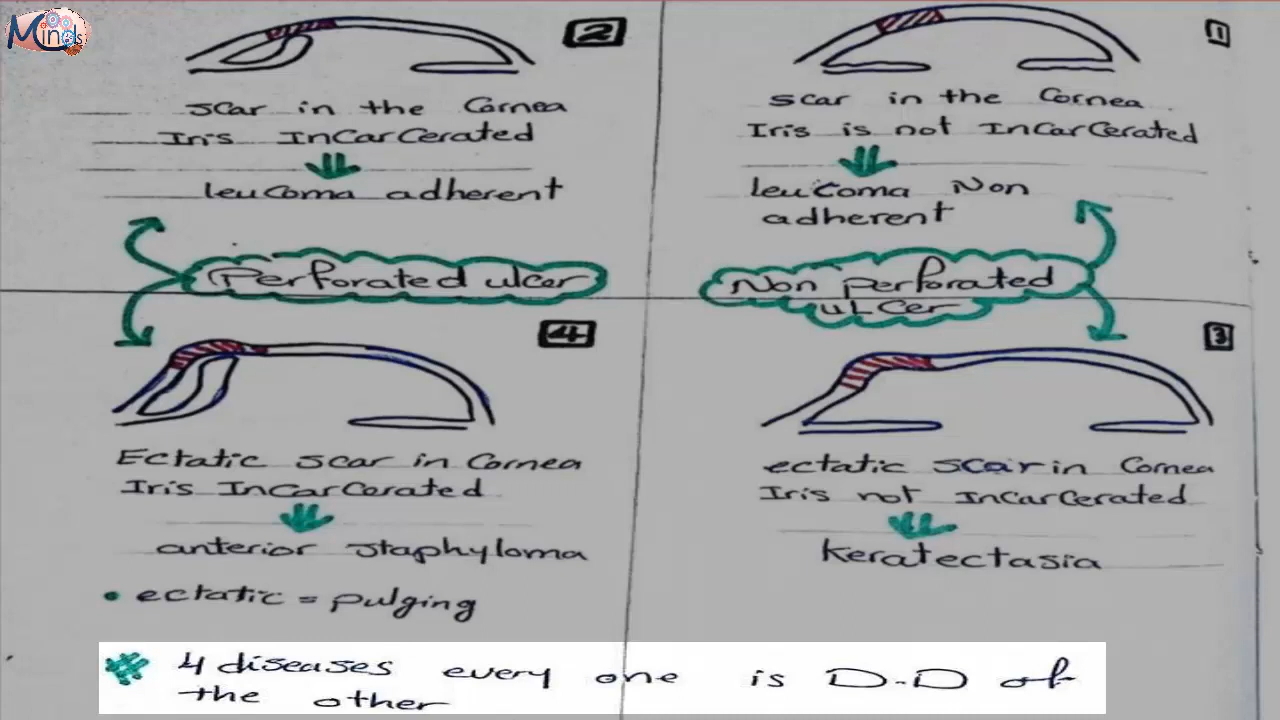 Minds
2
scar in the Cornea
Iris InCarCerated
leucoma adherent
1
scar in the Cornea
Iris is not InCarCerated
leucoma Non
adherent
Perforated ulcer
Non perforated
uLCer
4
Ectatic scar in Cornea
Iris InCarCerated
anterior staphyloma
• ectatic = pulging
3
ectatic scar in Cornea
Iris not InCarCerated
Keratectasia
# 4 diseases every one is D.D of
the other